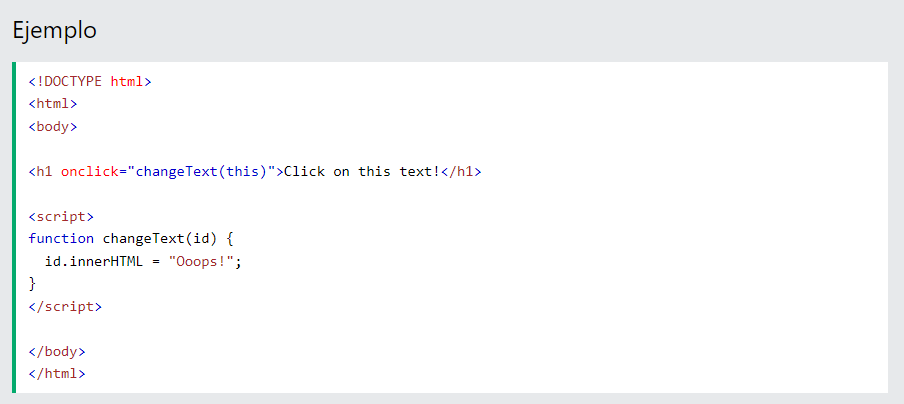 Ejemplo
<!DOCTYPE html>
<html>
<body>
<h1 onclick="changeText(this)">Click on this text!</h1>
<script>
function changeText(id) {
  id.innerHTML = "Ooops!";
}
</script>
</body>
</html>